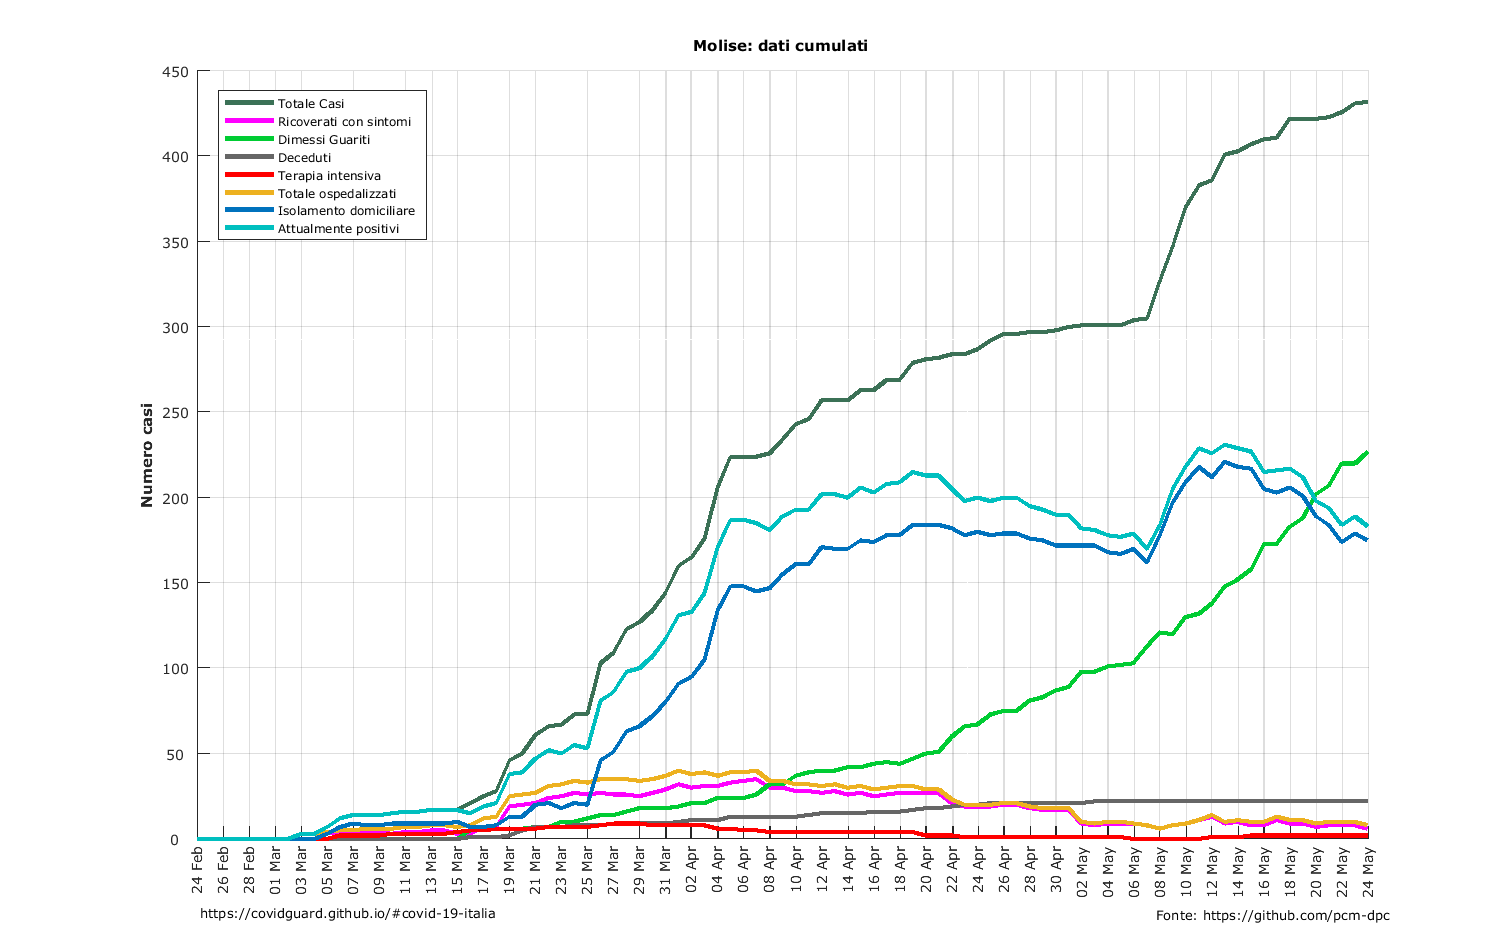 Molise: dati cumulati
450
400
350
300
250
200
150
100
50
0
Numero casi
Totale Casi
Ricoverati con sintomi
Dimessi Guariti
Deceduti
Terapia intensiva
Totale ospedalizzati
Isolamento domiciliare
Attualmente positivi
24 Feb
26 Feb
28 Feb
01 Mar
03 Mar
05 Mar
07 Mar
09 Mar
11 Mar
13 Mar
15 Mar
17 Mar
19 Mar
21 Mar
23 Mar
25 Mar
27 Mar
29 Mar
31 Mar
02 Apr
04 Apr
06 Apr
08 Apr
10 Apr
12 Apr
14 Apr
16 Apr
18 Apr
20 Apr
22 Apr
24 Apr
26 Apr
28 Apr
30 Apr
02 May
04 May
06 May
08 May
10 May
12 May
14 May
16 May
18 May
20 May
22 May
24 May
https://covidguard.github.io/#covid-19-italia
Fonte: https://github.com/pcm-dpc